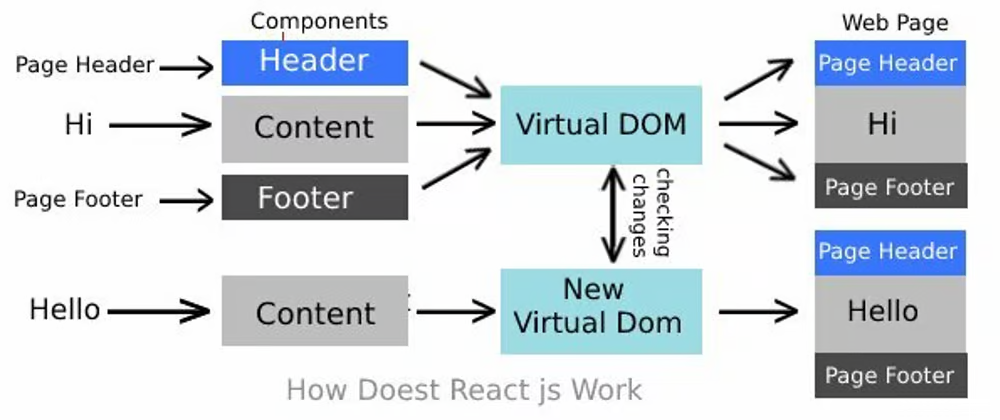 Components
Web Page
Page Header
Header
Page Header
Hi
Content
Virtual DOM
Hi
Page Footer
Footer
Page Footer
checking
changes
Page Header
Hello
Content
New
Virtual Dom
Hello
Page Footer
How Doest React js Work